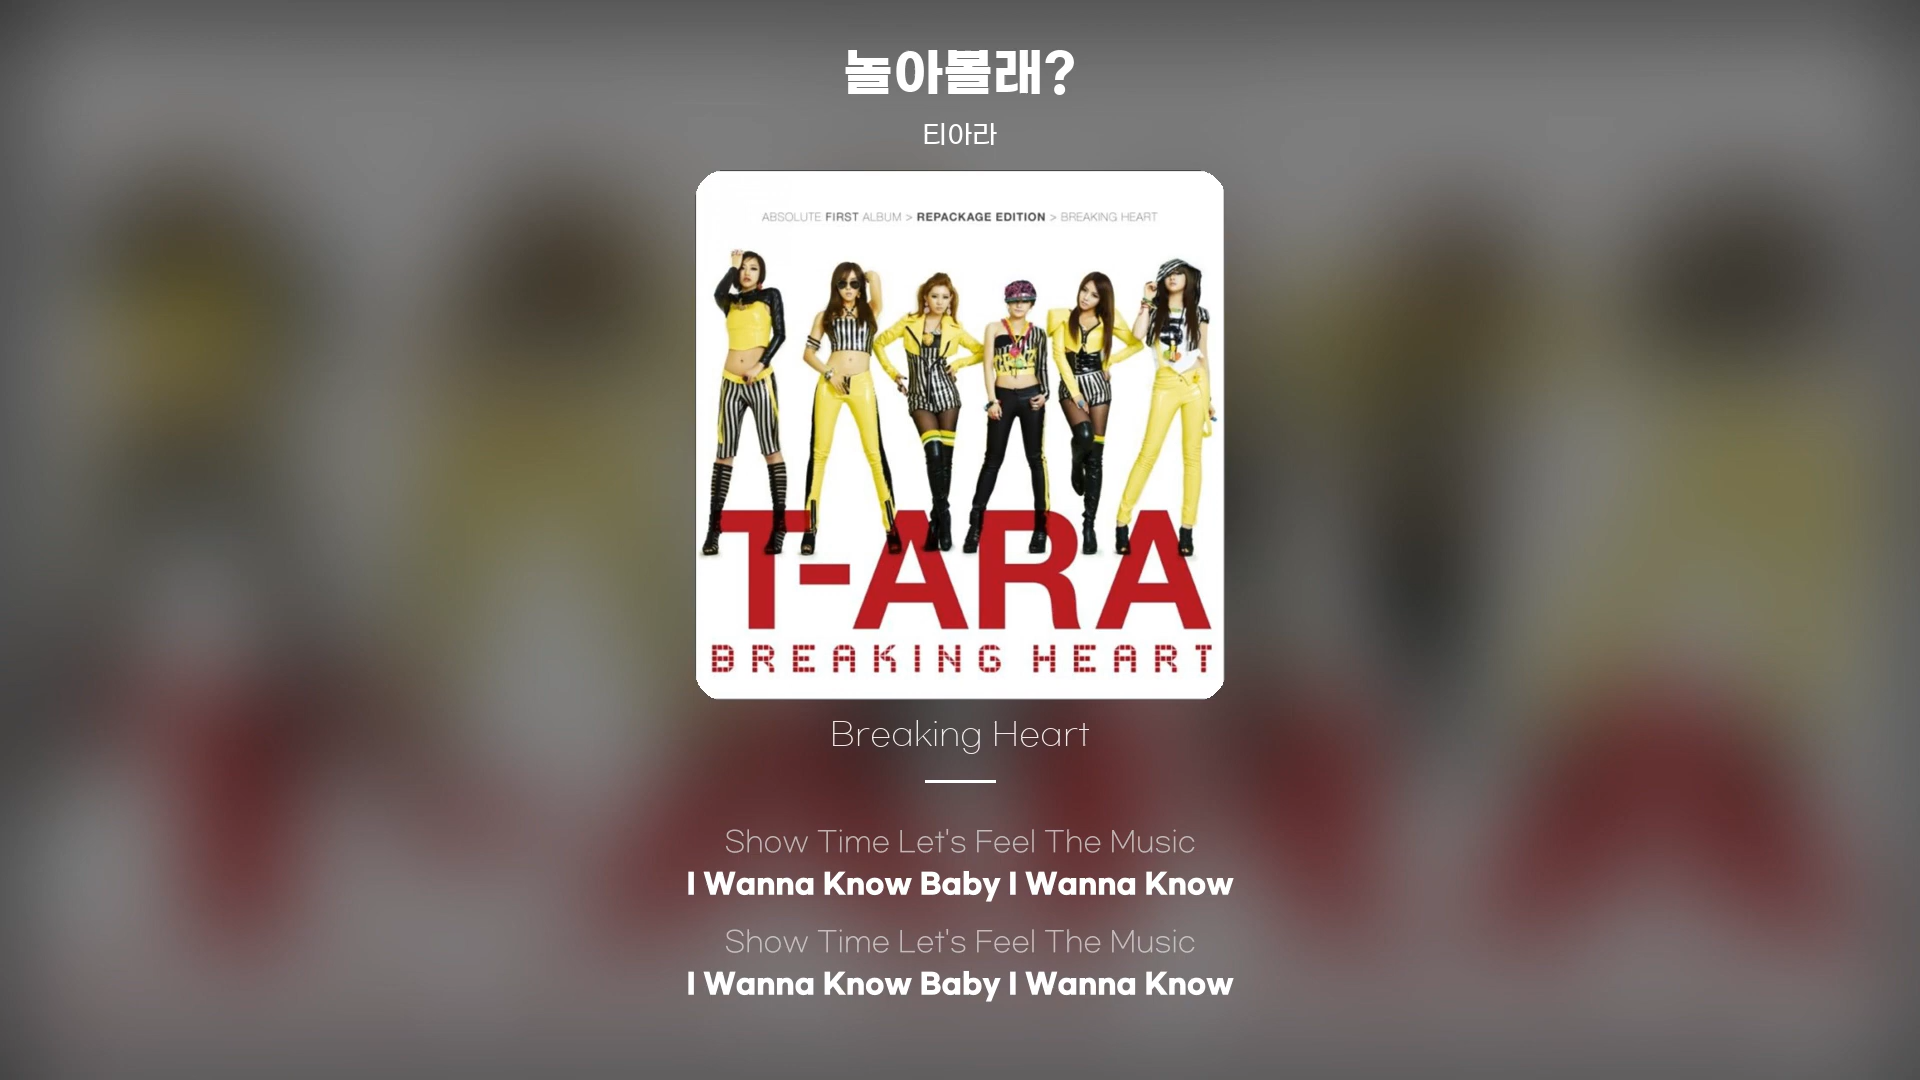 놀아볼래?
티아라
ABSOLUTE FIRST ALBUM > REPACKAGE EDITION > BREAKING HEART
T-ARA
BREAKING HEART
Breaking Heart
Show Time Let's Feel The Music
I Wanna Know Baby I Wanna Know
Show Time Let's Feel The Music
I Wanna Know Baby I Wanna Know